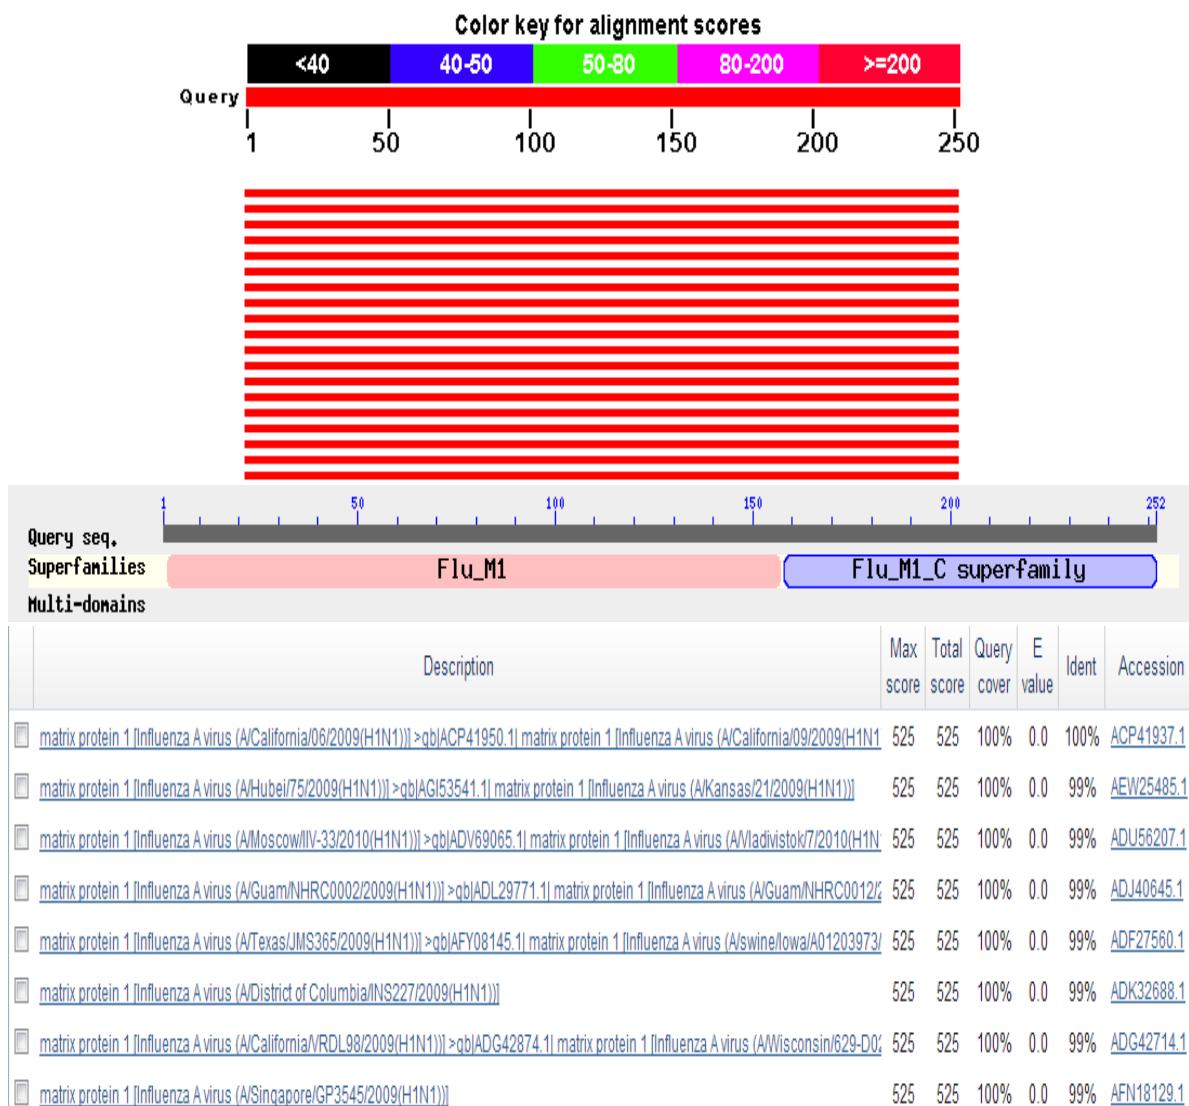 Color key for alignment scores
<40 40-50 50-80 80-200 >=200
Query
1 50 100 150 200 250
1 50 100 150 200 252
Query seq.
Superfamilies Flu_M1 Flu_M1_C superfamily
Multi-domains
Description Max score Total score Query cover E value Ident Accession
matrix protein 1 [Influenza A virus (A/California/06/2009(H1N1))] >gb|ACP41950.1| matrix protein 1 [Influenza A virus (A/California/09/2009(H1N1 525 525 100% 0.0 100% ACP41937.1
matrix protein 1 [Influenza A virus (A/Hubei/75/2009(H1N1))] >gb|AGI53541.1| matrix protein 1 [Influenza A virus (A/Kansas/21/2009(H1N1))] 525 525 100% 0.0 99% AEW25485.1
matrix protein 1 [Influenza A virus (A/Moscow/IIV-33/2010(H1N1))] >gb|ADV69065.1| matrix protein 1 [Influenza A virus (A/Vladivistok/7/2010(H1N 525 525 100% 0.0 99% ADU56207.1
matrix protein 1 [Influenza A virus (A/Guam/NHRC0002/2009(H1N1))] >gb|ADL29771.1| matrix protein 1 [Influenza A virus (A/Guam/NHRC0012/2 525 525 100% 0.0 99% ADJ40645.1
matrix protein 1 [Influenza A virus (A/Texas/JMS365/2009(H1N1))] >gb|AFY08145.1| matrix protein 1 [Influenza A virus (A/swine/Iowa/A01203973/ 525 525 100% 0.0 99% ADF27560.1
matrix protein 1 [Influenza A virus (A/District of Columbia/INS227/2009(H1N1))] 525 525 100% 0.0 99% ADK32688.1
matrix protein 1 [Influenza A virus (A/California/VRDL98/2009(H1N1))] >gb|ADG42874.1| matrix protein 1 [Influenza A virus (A/Wisconsin/629-D02 525 525 100% 0.0 99% ADG42714.1
matrix protein 1 [Influenza A virus (A/Singapore/GP3545/2009(H1N1))] 525 525 100% 0.0 99% AFN18129.1